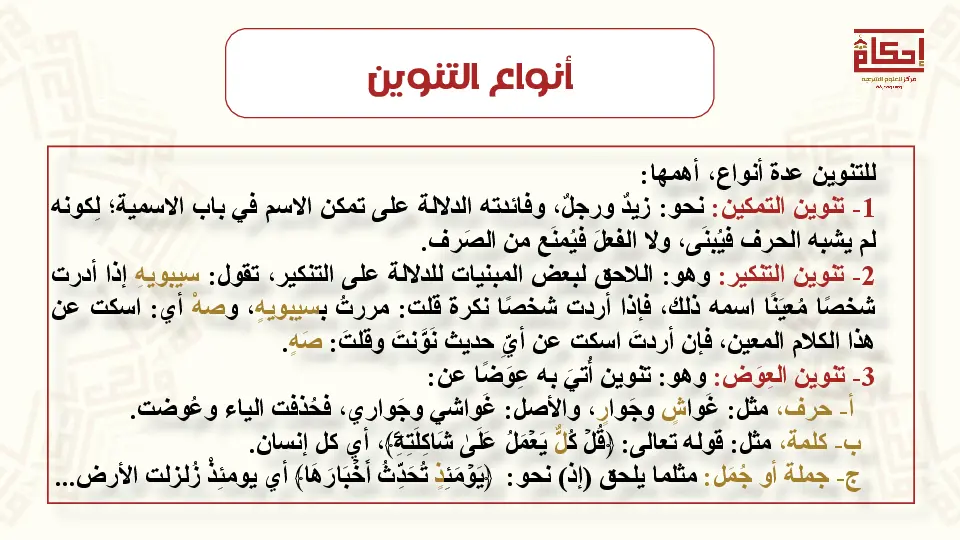 إحكام
مركز للعلوم الشرعية
أنواع التنوين
للتنوين عدة أنواع، أهمها:
1- تنوين التمكين: نحو: زيدٌ ورجلٌ، وفائدته الدلالة على تمكن الاسم في باب الاسمية؛ لِكونه
لم يشبه الحرف فيُبنَى، ولا الفعلَ فيُمنَع من الصَرف.
2- تنوين التنكير: وهو: اللاحق لبعض المبنيات للدلالة على التنكير، تقول: سيبويهِ إذا أدرت
شخصًا مُعينًا اسمه ذلك، فإذا أردت شخصًا نكرة قلت: مررتُ بسيبويهٍ، وصهْ أي: اسكت عن
هذا الكلام المعين، فإن أردتَ اسكت عن أيِّ حديث نَوَّنتَ وقلتَ: صَهٍ.
3- تنوين العِوَض: وهو: تنوين أُتيَ به عِوَضًا عن:
أ- حرف، مثل: غَواشٍ وجَوارٍ، والأصل: غَواشي وجَواري، فحُذفت الياء وعُوضت.
ب- كلمة، مثل: قوله تعالى: ﴿قُلْ كُلٌّ يَعْمَلُ عَلَىٰ شَاكِلَتِهِ﴾، أي كل إنسان.
ج- جملة أو جُمَل: مثلما يلحق (إذ) نحو: ﴿يَوْمَئِذٍ تُحَدِّثُ أَخْبَارَهَا﴾ أي يومئِذْ زُلزلت الأرض...